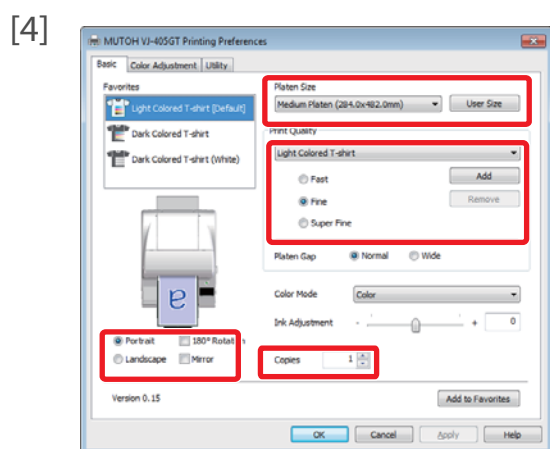 [4]
MUTOH VJ-405GT Printing Preferences
Basic Color Adjustment Utility
Favorites
Light Colored T-shirt [Default]
Dark Colored T-shirt
Dark Colored T-shirt (White)
a
Portrait 180° Rotation
Landscape Mirror
Platen Size
Medium Platen (284.0x482.0mm) User Size
Print Quality
Light Colored T-shirt
Fast Add
Fine Remove
Super Fine
Platen Gap Normal Wide
Color Mode Color
Ink Adjustment - + 0
Copies 1
Version 0.15 Add to Favorites
OK Cancel Apply Help